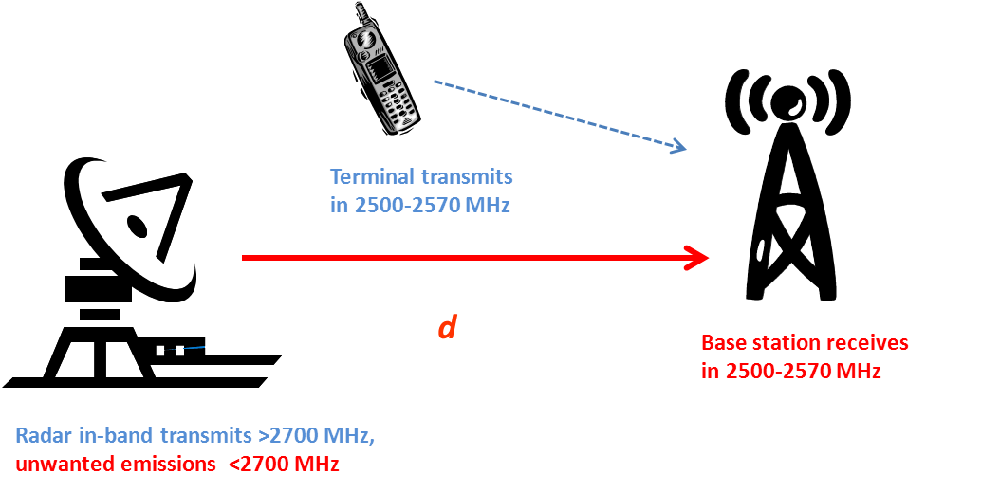 Terminal transmits
in 2500-2570 MHz
d
Base station receives
in 2500-2570 MHz
Radar in-band transmits >2700 MHz,
unwanted emissions <2700 MHz